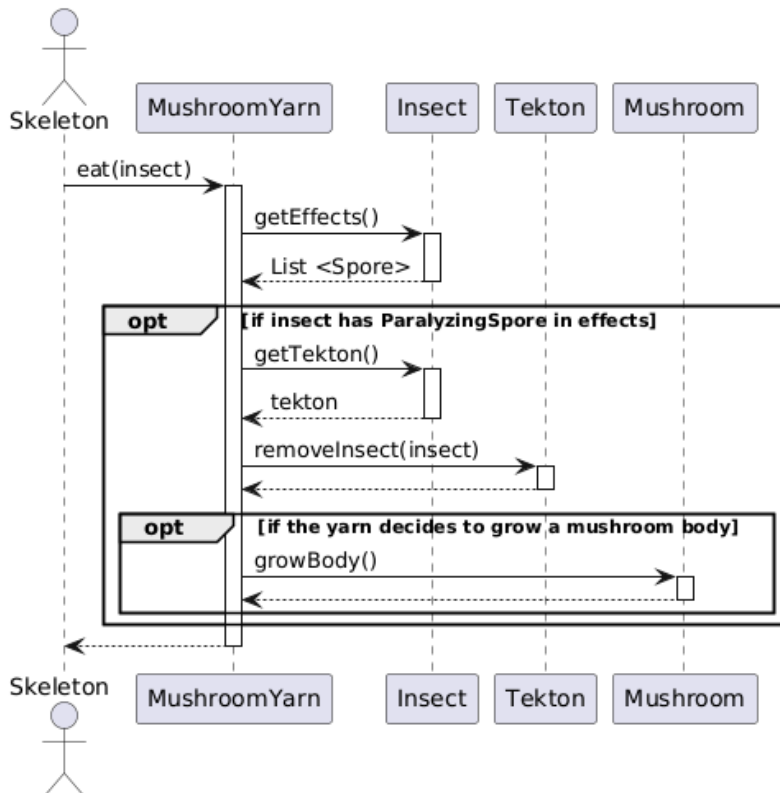 Skeleton
MushroomYarn
Insect
Tekton
Mushroom
eat(insect)
getEffects()
List <Spore>
opt
[if insect has ParalyzingSpore in effects]
getTekton()
tekton
removeInsect(insect)
opt
[if the yarn decides to grow a mushroom body]
growBody()
Skeleton
MushroomYarn
Insect
Tekton
Mushroom